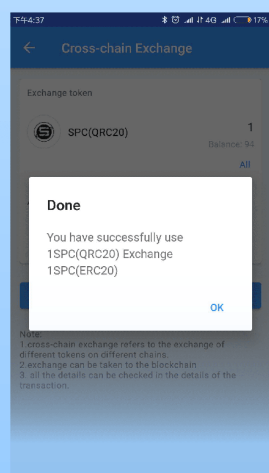 下午4:37
4G
17%
Cross-chain Exchange
Exchange token
SPC(QRC20)
1
Balance: 94
All
Done
You have successfully use
1SPC(QRC20) Exchange
1SPC(ERC20)
OK
Note:
1.cross-chain exchange refers to the exchange of
different tokens on different chains.
2.exchange can be taken to the blockchain
3. all the details can be checked in the details of the
transaction.